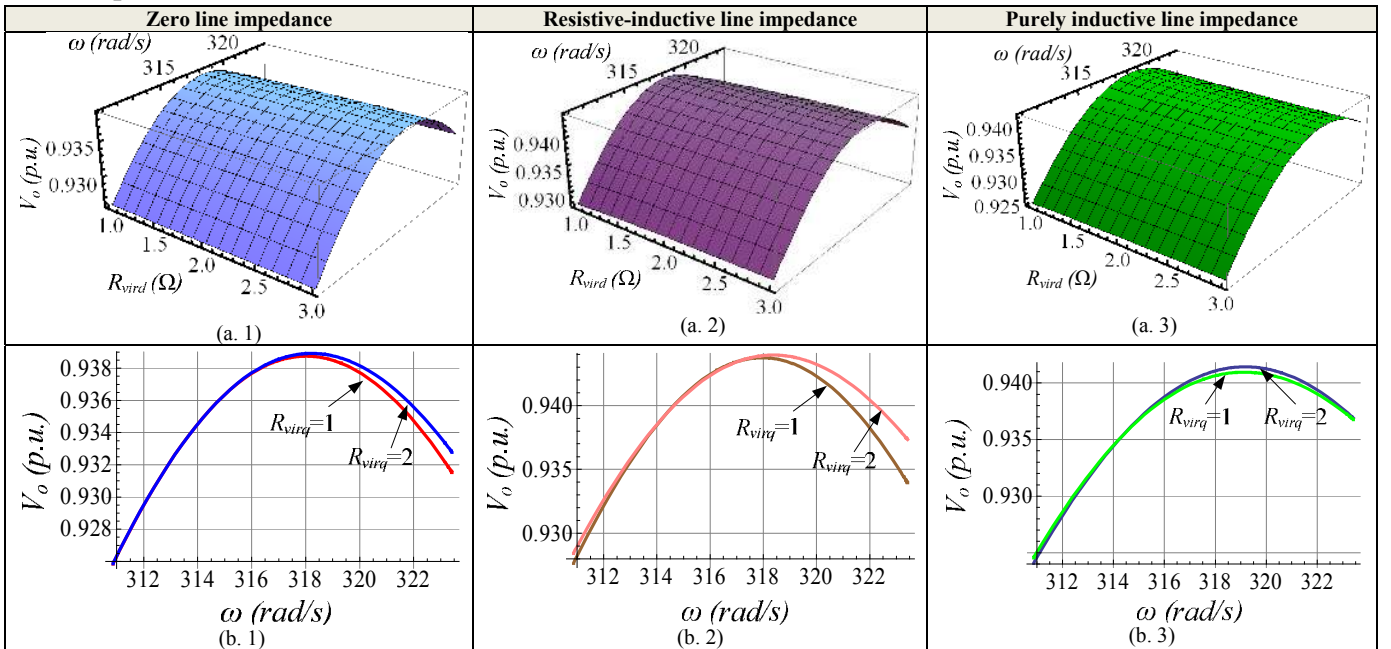 Zero line impedance
Resistive-inductive line impedance
Purely inductive line impedance
ω (rad/s)
320
315
0.935
0.930
V_o (p.u.)
1.0
1.5
2.0
2.5
3.0
R_vird (Ω)
(a. 1)
ω (rad/s)
320
315
0.940
0.935
0.930
V_o (p.u.)
1.0
1.5
2.0
2.5
3.0
R_vird (Ω)
(a. 2)
ω (rad/s)
320
315
0.940
0.935
0.930
0.925
V_o (p.u.)
1.0
1.5
2.0
2.5
3.0
R_vird (Ω)
(a. 3)
0.938
0.936
0.934
0.932
0.930
0.928
V_o (p.u.)
R_virq=1
R_virq=2
312 314 316 318 320 322
ω (rad/s)
(b. 1)
0.940
0.935
0.930
V_o (p.u.)
R_virq=1
R_virq=2
312 314 316 318 320 322
ω (rad/s)
(b. 2)
0.940
0.935
0.930
V_o (p.u.)
R_virq=1
R_virq=2
312 314 316 318 320 322
ω (rad/s)
(b. 3)